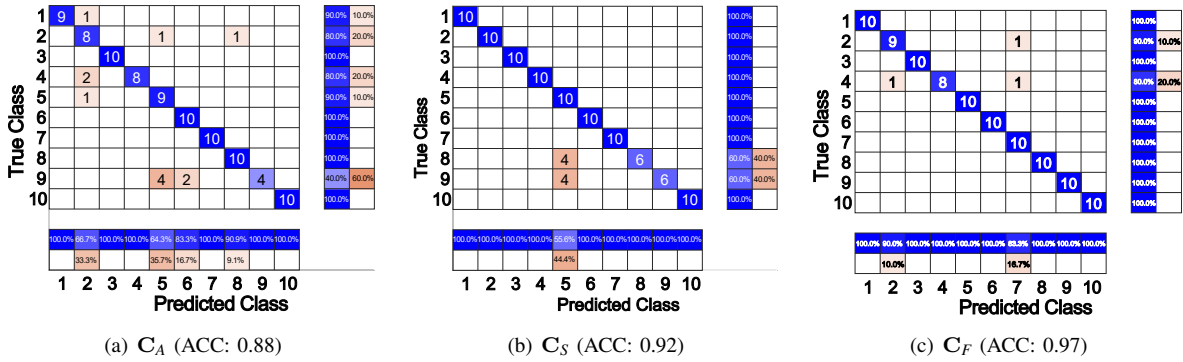 True Class
1 9 1 90.0% 10.0%
2 8 1 1 80.0% 20.0%
3 10 100.0%
4 2 8 80.0% 20.0%
5 1 9 90.0% 10.0%
6 10 100.0%
7 10 100.0%
8 10 100.0%
9 4 2 4 40.0% 60.0%
10 10 100.0%
100.0% 66.7% 100.0% 100.0% 64.3% 83.3% 100.0% 90.9% 100.0% 100.0%
33.3% 35.7% 16.7% 9.1%
1 2 3 4 5 6 7 8 9 10
Predicted Class
(a) C_A (ACC: 0.88)
True Class
1 10 100.0%
2 10 100.0%
3 10 100.0%
4 10 100.0%
5 10 100.0%
6 10 100.0%
7 10 100.0%
8 4 6 60.0% 40.0%
9 4 6 60.0% 40.0%
10 10 100.0%
100.0% 100.0% 100.0% 100.0% 55.6% 100.0% 100.0% 100.0% 100.0% 100.0%
44.4%
1 2 3 4 5 6 7 8 9 10
Predicted Class
(b) C_S (ACC: 0.92)
True Class
1 10 100.0%
2 9 1 90.0% 10.0%
3 10 100.0%
4 1 8 1 80.0% 20.0%
5 10 100.0%
6 10 100.0%
7 10 100.0%
8 10 100.0%
9 10 100.0%
10 10 100.0%
100.0% 90.0% 100.0% 100.0% 100.0% 100.0% 83.3% 100.0% 100.0% 100.0%
10.0% 16.7%
1 2 3 4 5 6 7 8 9 10
Predicted Class
(c) C_F (ACC: 0.97)